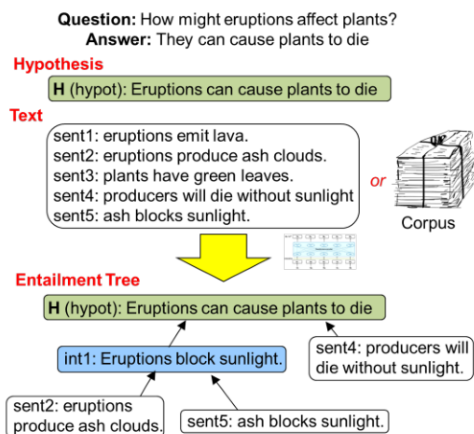 Question: How might eruptions affect plants?
Answer: They can cause plants to die
Hypothesis
H (hypot): Eruptions can cause plants to die
Text
sent1: eruptions emit lava.
sent2: eruptions produce ash clouds.
sent3: plants have green leaves.
sent4: producers will die without sunlight
sent5: ash blocks sunlight.
or
Corpus
Entailment Tree
H (hypot): Eruptions can cause plants to die
int1: Eruptions block sunlight.
sent4: producers will
die without sunlight.
sent2: eruptions
produce ash clouds.
sent5: ash blocks sunlight.